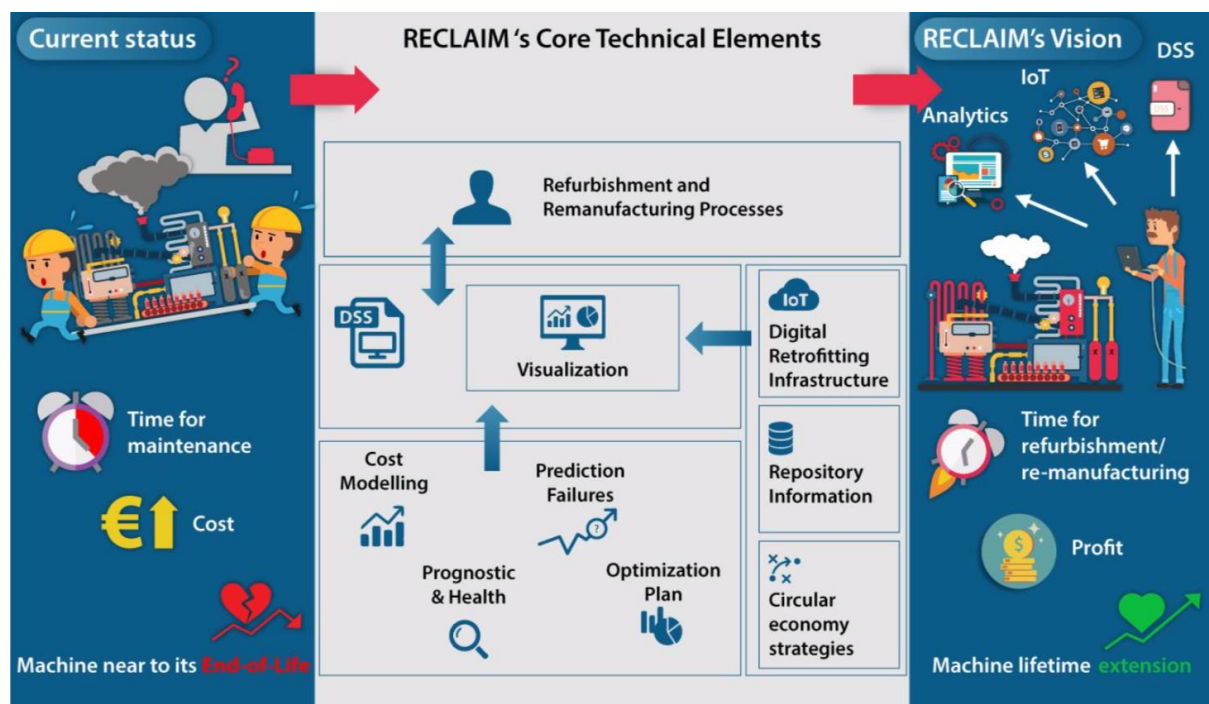 Current status
?
Time for
maintenance
€ Cost
Machine near to its End-of-Life
RECLAIM 's Core Technical Elements
Refurbishment and
Remanufacturing Processes
DSS
Visualization
Cost
Modelling
Prediction
Failures
?
Prognostic
& Health
Optimization
Plan
IoT
Digital
Retrofitting
Infrastructure
Repository
Information
Circular
economy
strategies
RECLAIM's Vision
DSS
IoT
DSS
Analytics
Time for
refurbishment/
re-manufacturing
$
Profit
Machine lifetime extension